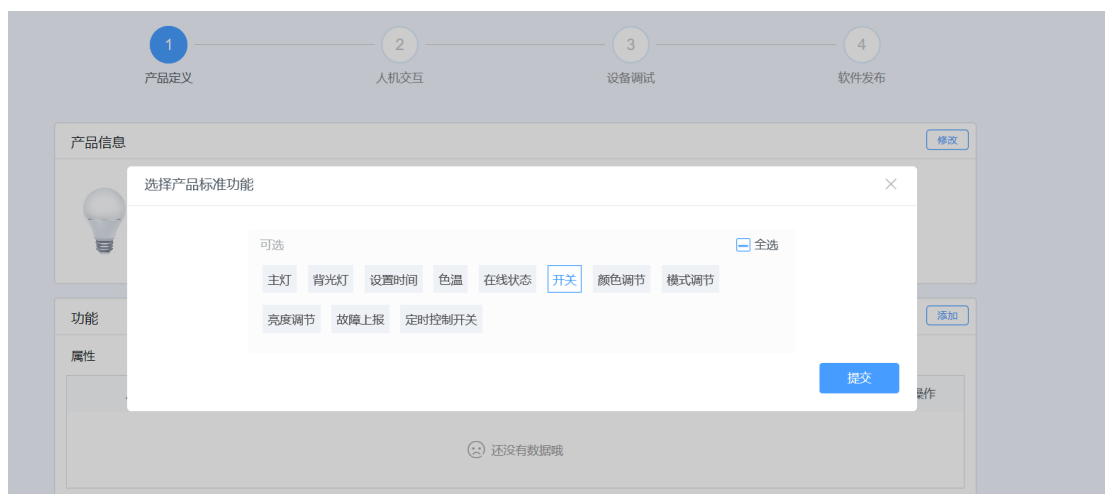 1 2 3 4
产品定义 人机交互 设备调试 软件发布
产品信息 修改
选择产品标准功能
可选 全选
主灯 背光灯 设置时间 色温 在线状态 开关 颜色调节 模式调节
亮度调节 故障上报 定时控制开关
功能 添加
属性
提交
操作
还没有数据哦